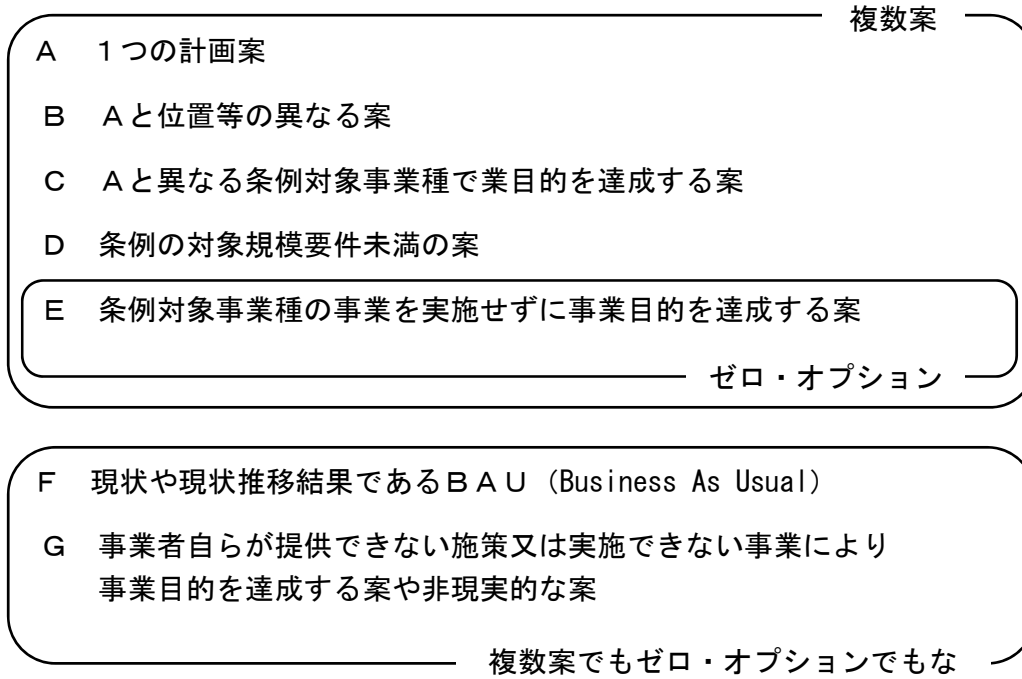 複数案
A 1つの計画案
B Aと位置等の異なる案
C Aと異なる条例対象事業種で業目的を達成する案
D 条例の対象規模要件未満の案
E 条例対象事業種の事業を実施せずに事業目的を達成する案
ゼロ・オプション
F 現状や現状推移結果であるBAU（Business As Usual）
G 事業者自らが提供できない施策又は実施できない事業により
事業目的を達成する案や非現実的な案
複数案でもゼロ・オプションでもな